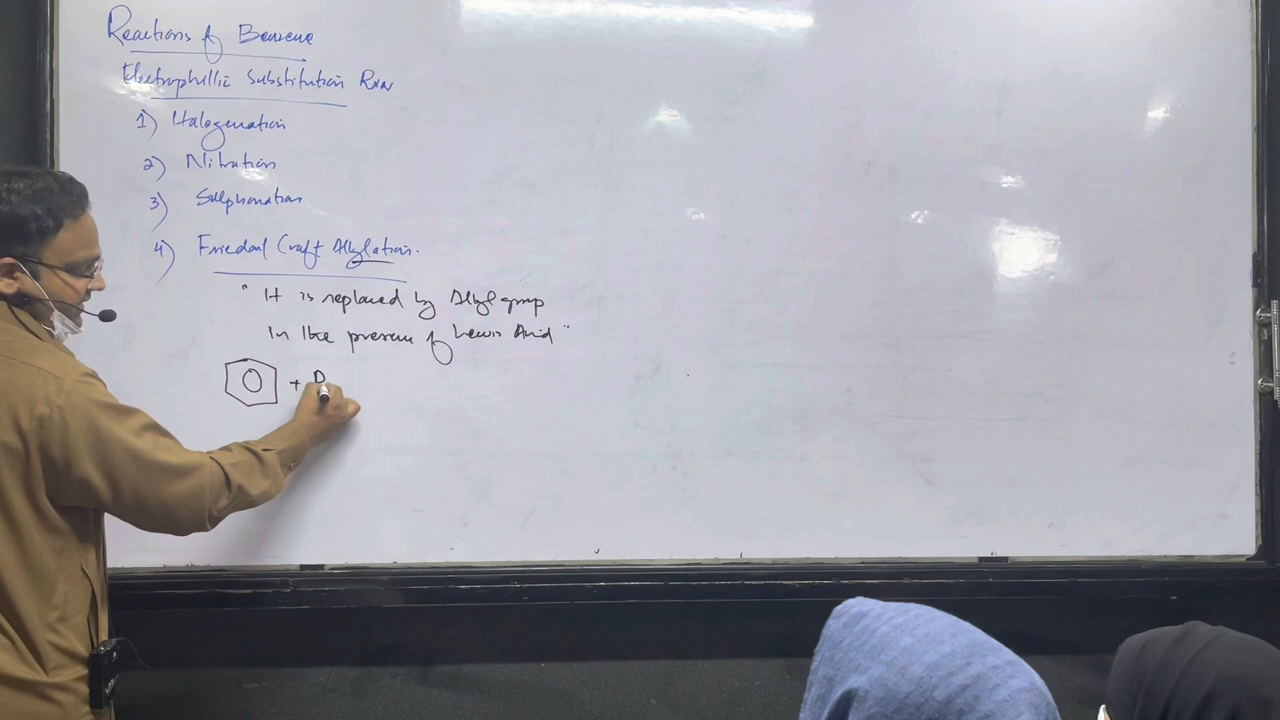 Reactions of Benzene
Electrophillic Substitution Rxn
1) Halogenation
2) Nitration
3) Sulphonation
4) Friedal Craft Alkylation.
" It is replaced by Alkyl group
in the presence of Lewis Acid "
+ R